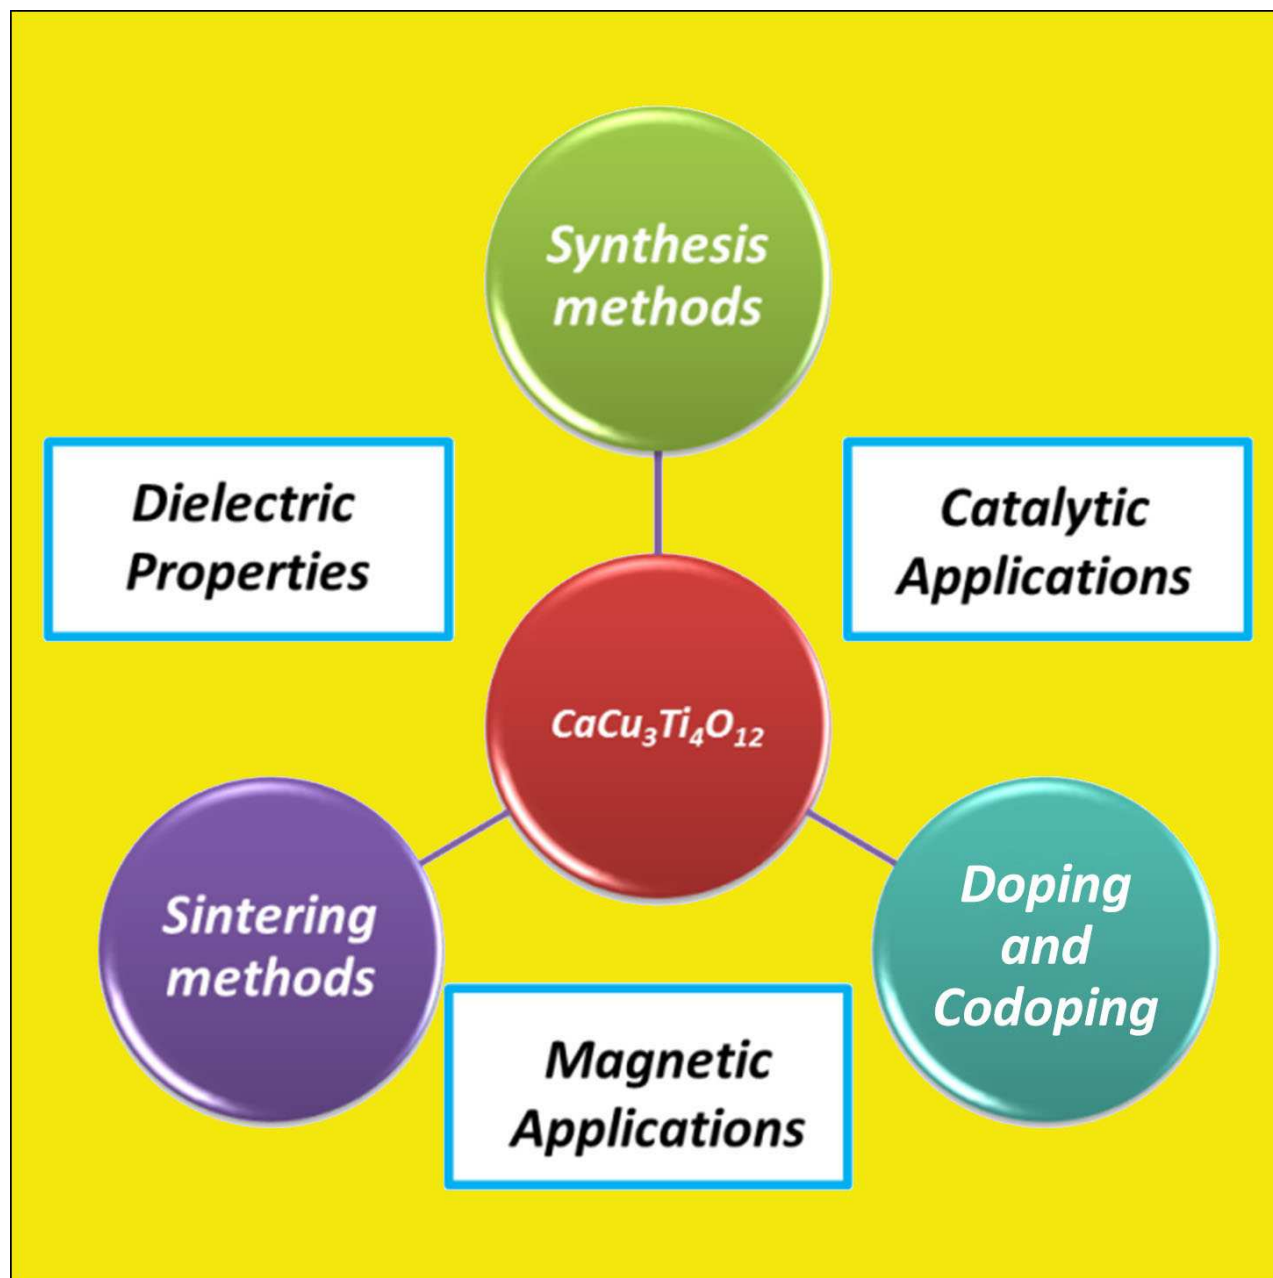 Synthesis
methods
Dielectric
Properties
Catalytic
Applications
CaCu₃Ti₄O₁₂
Sintering
methods
Doping
and
Codoping
Magnetic
Applications